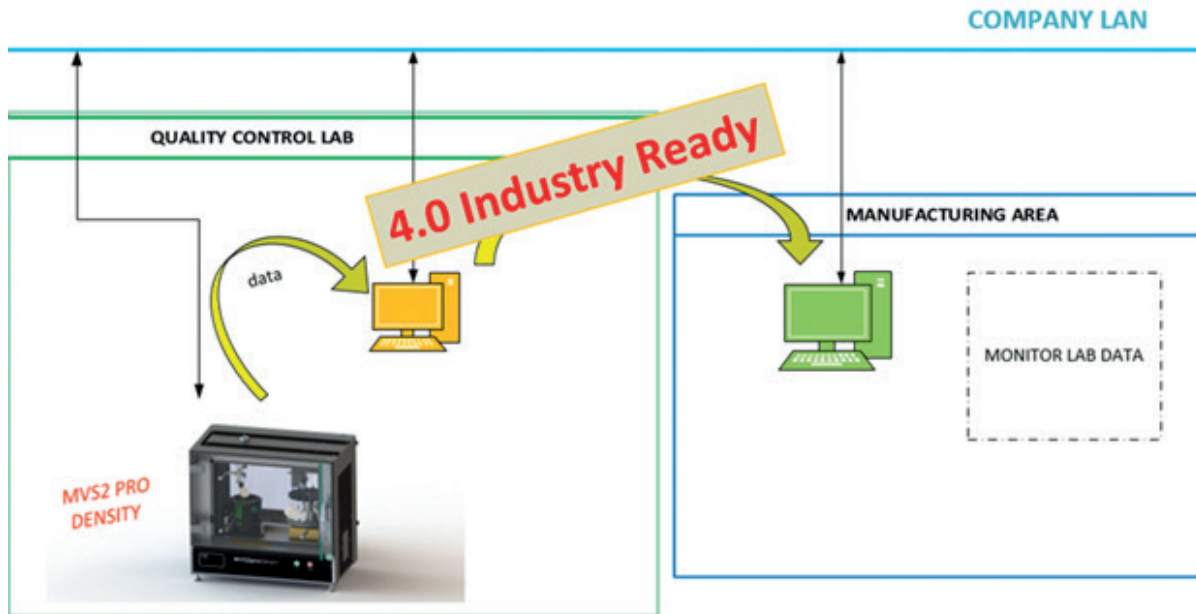 COMPANY LAN
QUALITY CONTROL LAB
4.0 Industry Ready
MANUFACTURING AREA
data
MONITOR LAB DATA
MVS2 PRO
DENSITY